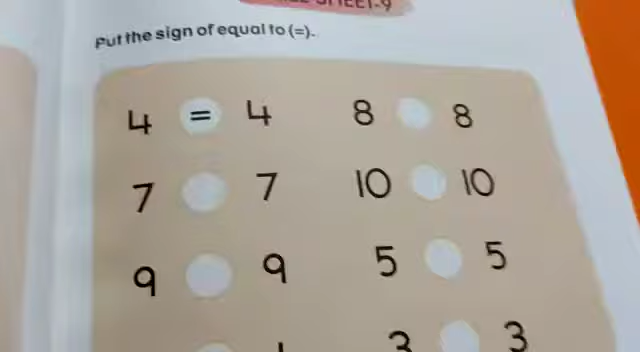 Put the sign of equal to (=).
4 = 4 8 8
7 7 10 10
9 9 5 5
3 3